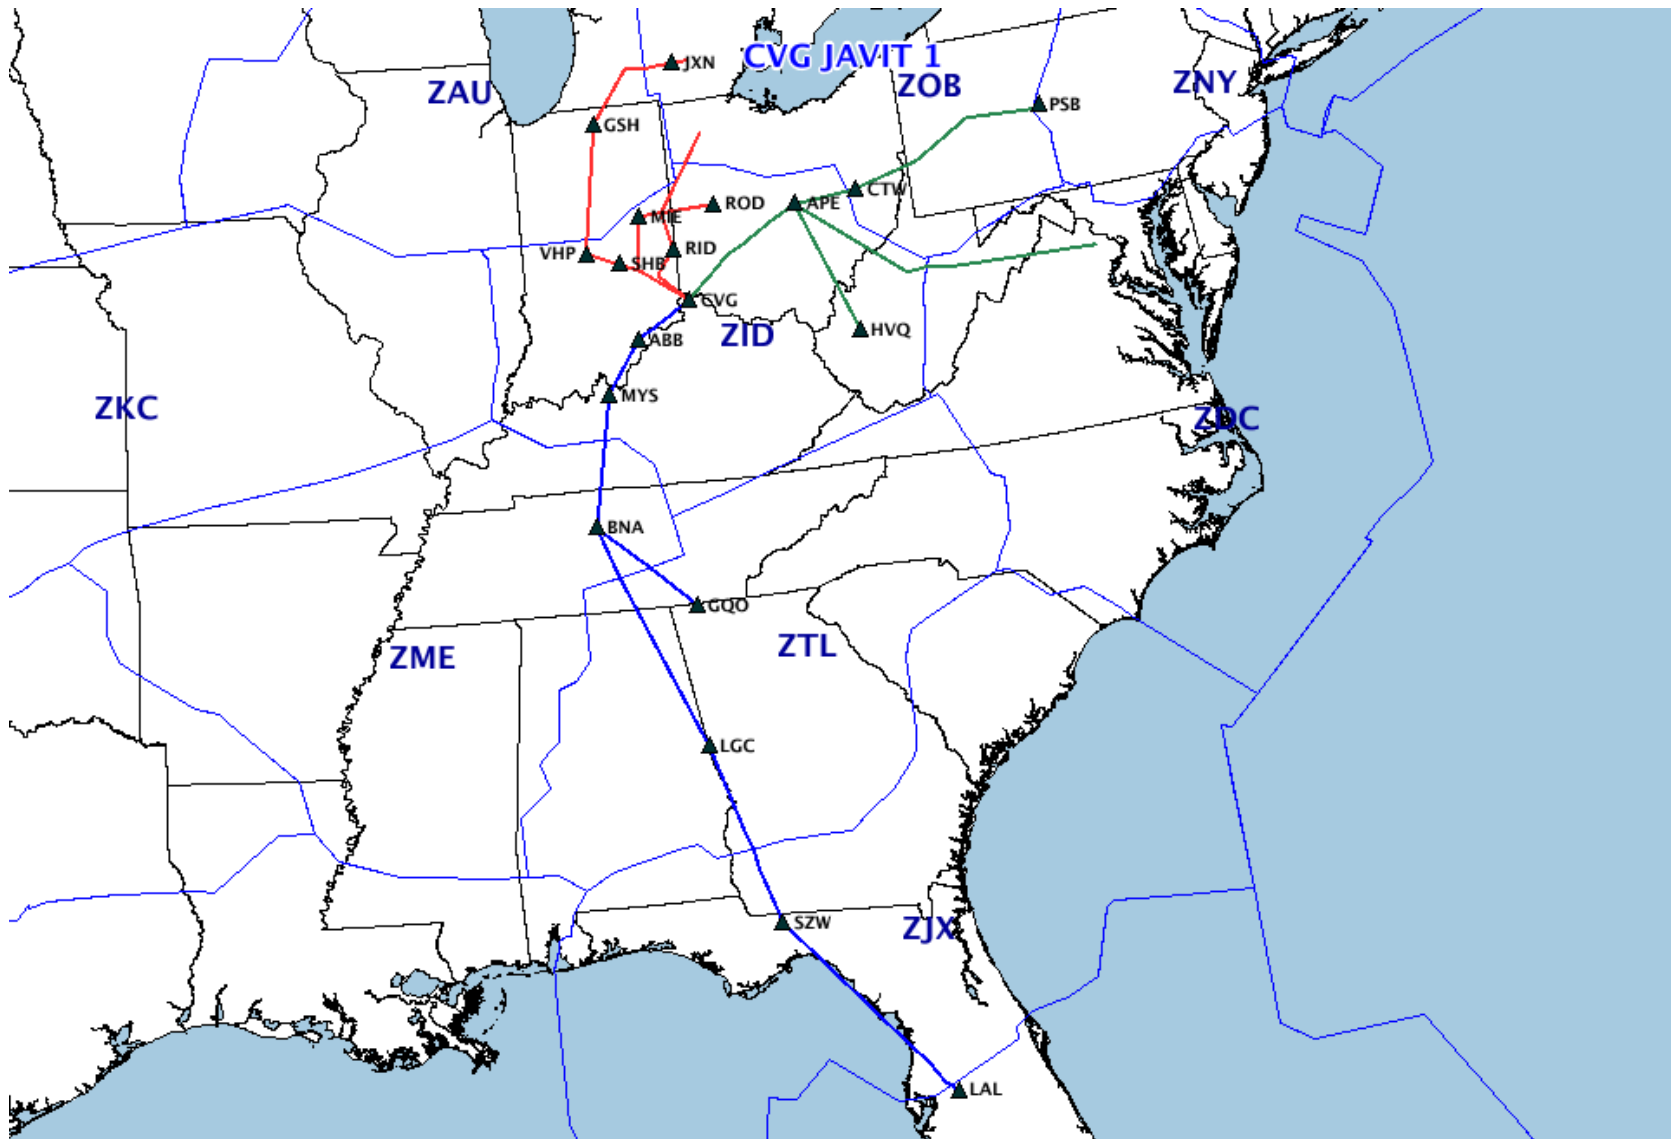 JXN
CVG JAVIT 1
ZAU
ZOB
ZNY
PSB
GSH
CTW
ROD
APE
MIE
RID
VHP
SHB
CVG
HVQ
ZID
ABB
MYS
ZKC
ZDC
BNA
GQO
ZME
ZTL
LGC
SZW
ZJX
LAL